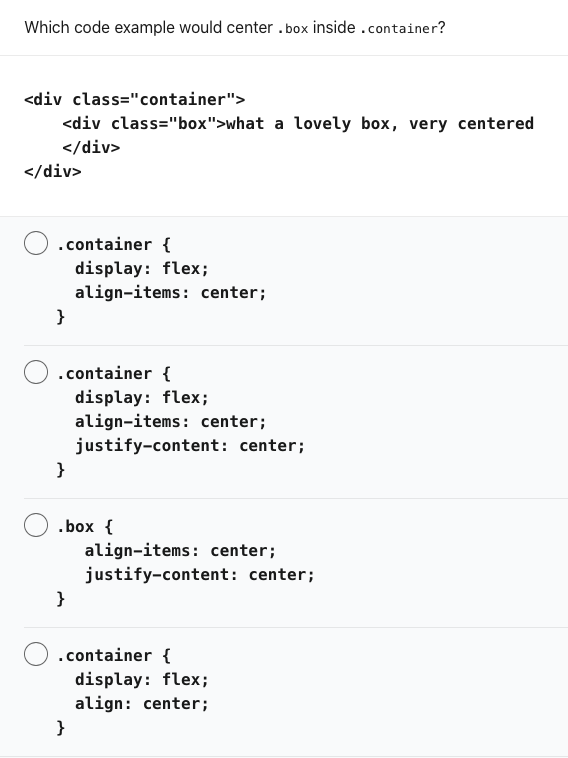 Which code example would center .box inside .container?
<div class="container">
    <div class="box">what a lovely box, very centered
    </div>
</div>
.container {
  display: flex;
  align-items: center;
}
.container {
  display: flex;
  align-items: center;
  justify-content: center;
}
.box {
   align-items: center;
   justify-content: center;
}
.container {
  display: flex;
  align: center;
}